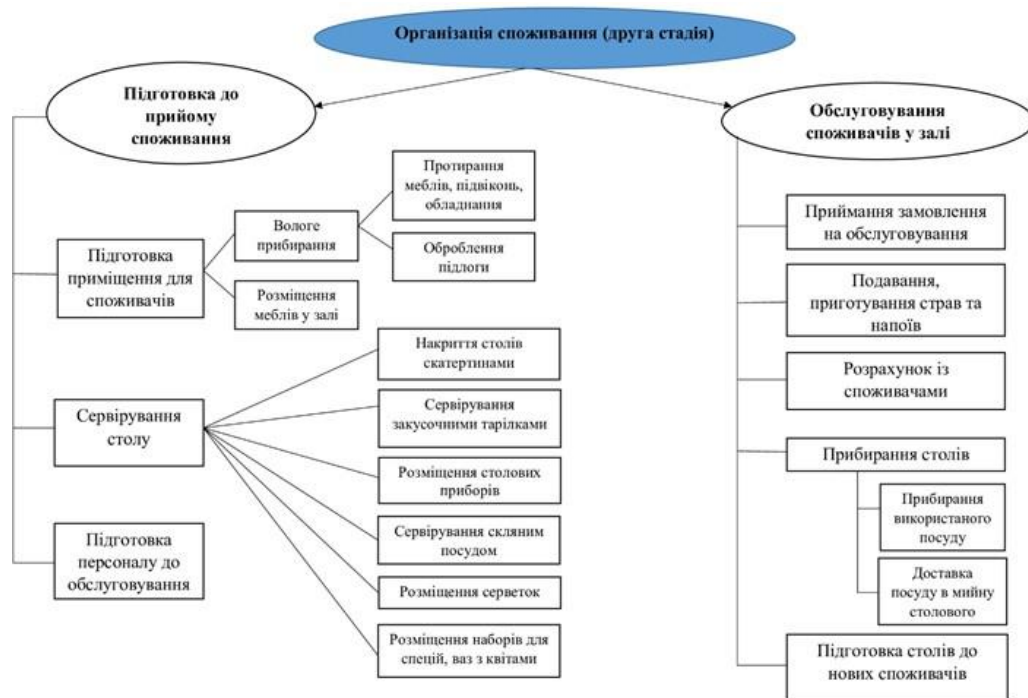 Організація споживання (друга стадія)
Підготовка до
прийому
споживання
Підготовка
приміщення для
споживачів
Вологе
прибирання
Протирання
меблів, підвіконь,
обладнання
Оброблення
підлоги
Розміщення
меблів у залі
Сервірування
столу
Накриття столів
скатертинами
Сервірування
закусочними тарілками
Розміщення столових
приборів
Сервірування скляним
посудом
Розміщення серветок
Розміщення наборів для
спецій, ваз з квітами
Підготовка
персоналу до
обслуговування
Обслуговування
споживачів у залі
Приймання замовлення
на обслуговування
Подавання,
приготування страв та
напоїв
Розрахунок із
споживачами
Прибирання столів
Прибирання
використаного
посуду
Доставка
посуду в мийну
столового
Підготовка столів до
нових споживачів